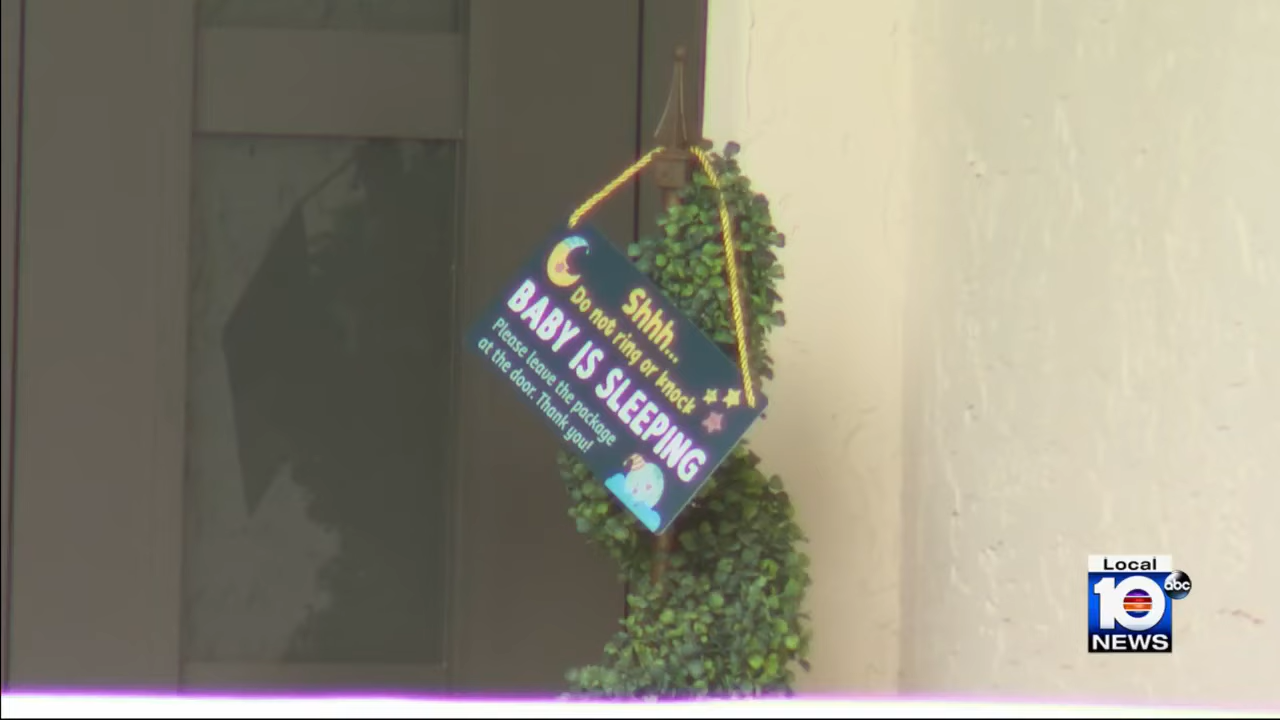 Shhh...
Do not ring or knock
BABY IS SLEEPING
Please leave the package
at the door. Thank you!
Local
10
abc
NEWS